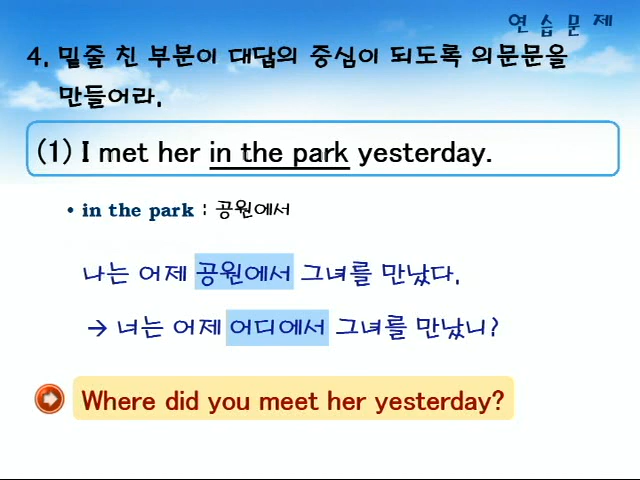 연습문제
4. 밑줄 친 부분이 대답의 중심이 되도록 의문문을
만들어라.
(1) I met her in the park yesterday.
• in the park : 공원에서
나는 어제 공원에서 그녀를 만났다.
→ 너는 어제 어디에서 그녀를 만났니?
Where did you meet her yesterday?